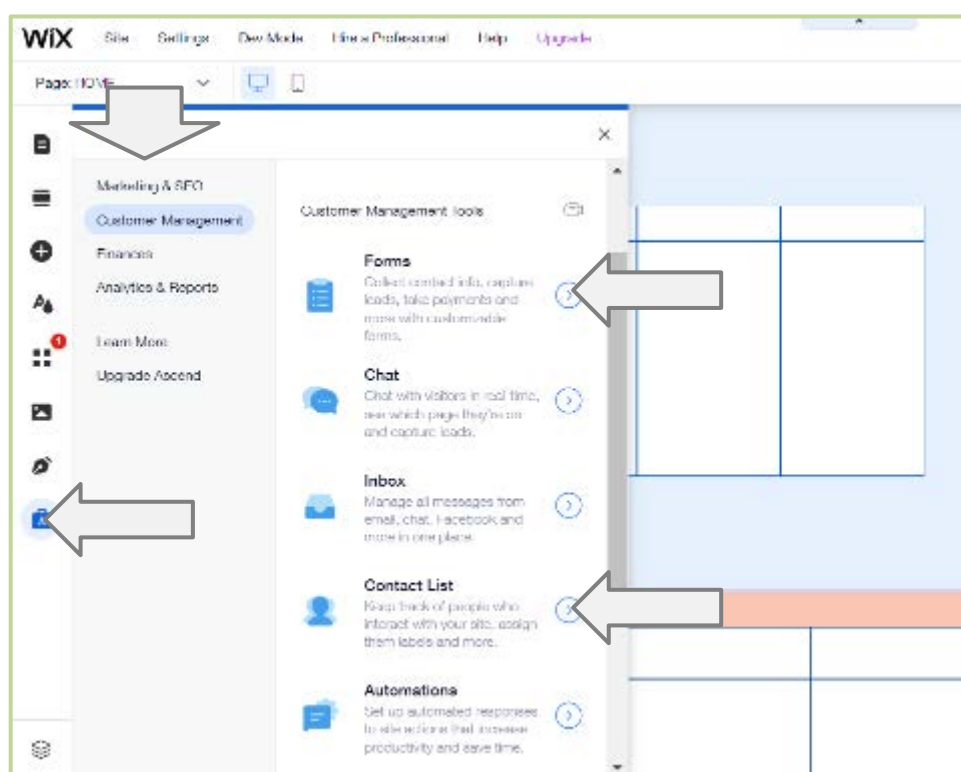 WiX Site Settings Dev Mode Hire a Professional Help Upgrade
Page: HOME
Marketing & SEO
Customer Management
Finances
Analytics & Reports
Learn More
Upgrade Ascend
Customer Management Tools
Forms
Collect contact info, capture
leads, take payments and
more with customizable
forms.
Chat
Chat with visitors in real time,
see which page they're on
and capture leads.
Inbox
Manage all messages from
email, chat, Facebook and
more in one place.
Contact List
Keep track of people who
interact with your site, assign
them labels and more.
Automations
Set up automated responses
to site actions that increase
productivity and save time.
1